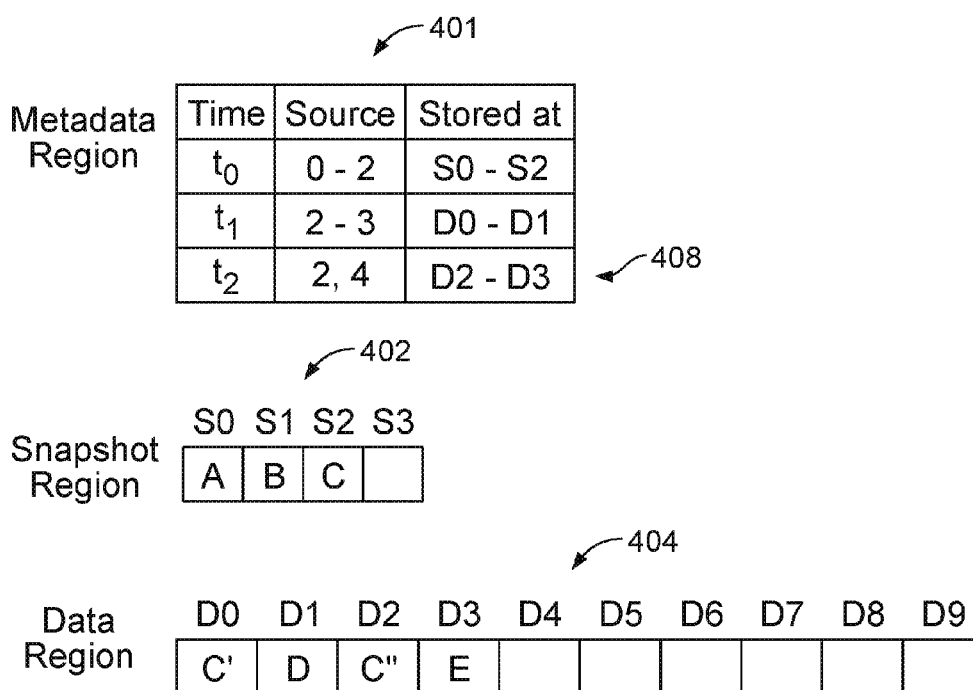 401
Metadata Region
Time Source Stored at
t₀ 0 - 2 S0 - S2
t₁ 2 - 3 D0 - D1
t₂ 2, 4 D2 - D3
408
402
S0 S1 S2 S3
Snapshot Region
A B C
404
D0 D1 D2 D3 D4 D5 D6 D7 D8 D9
Data Region
C' D C" E